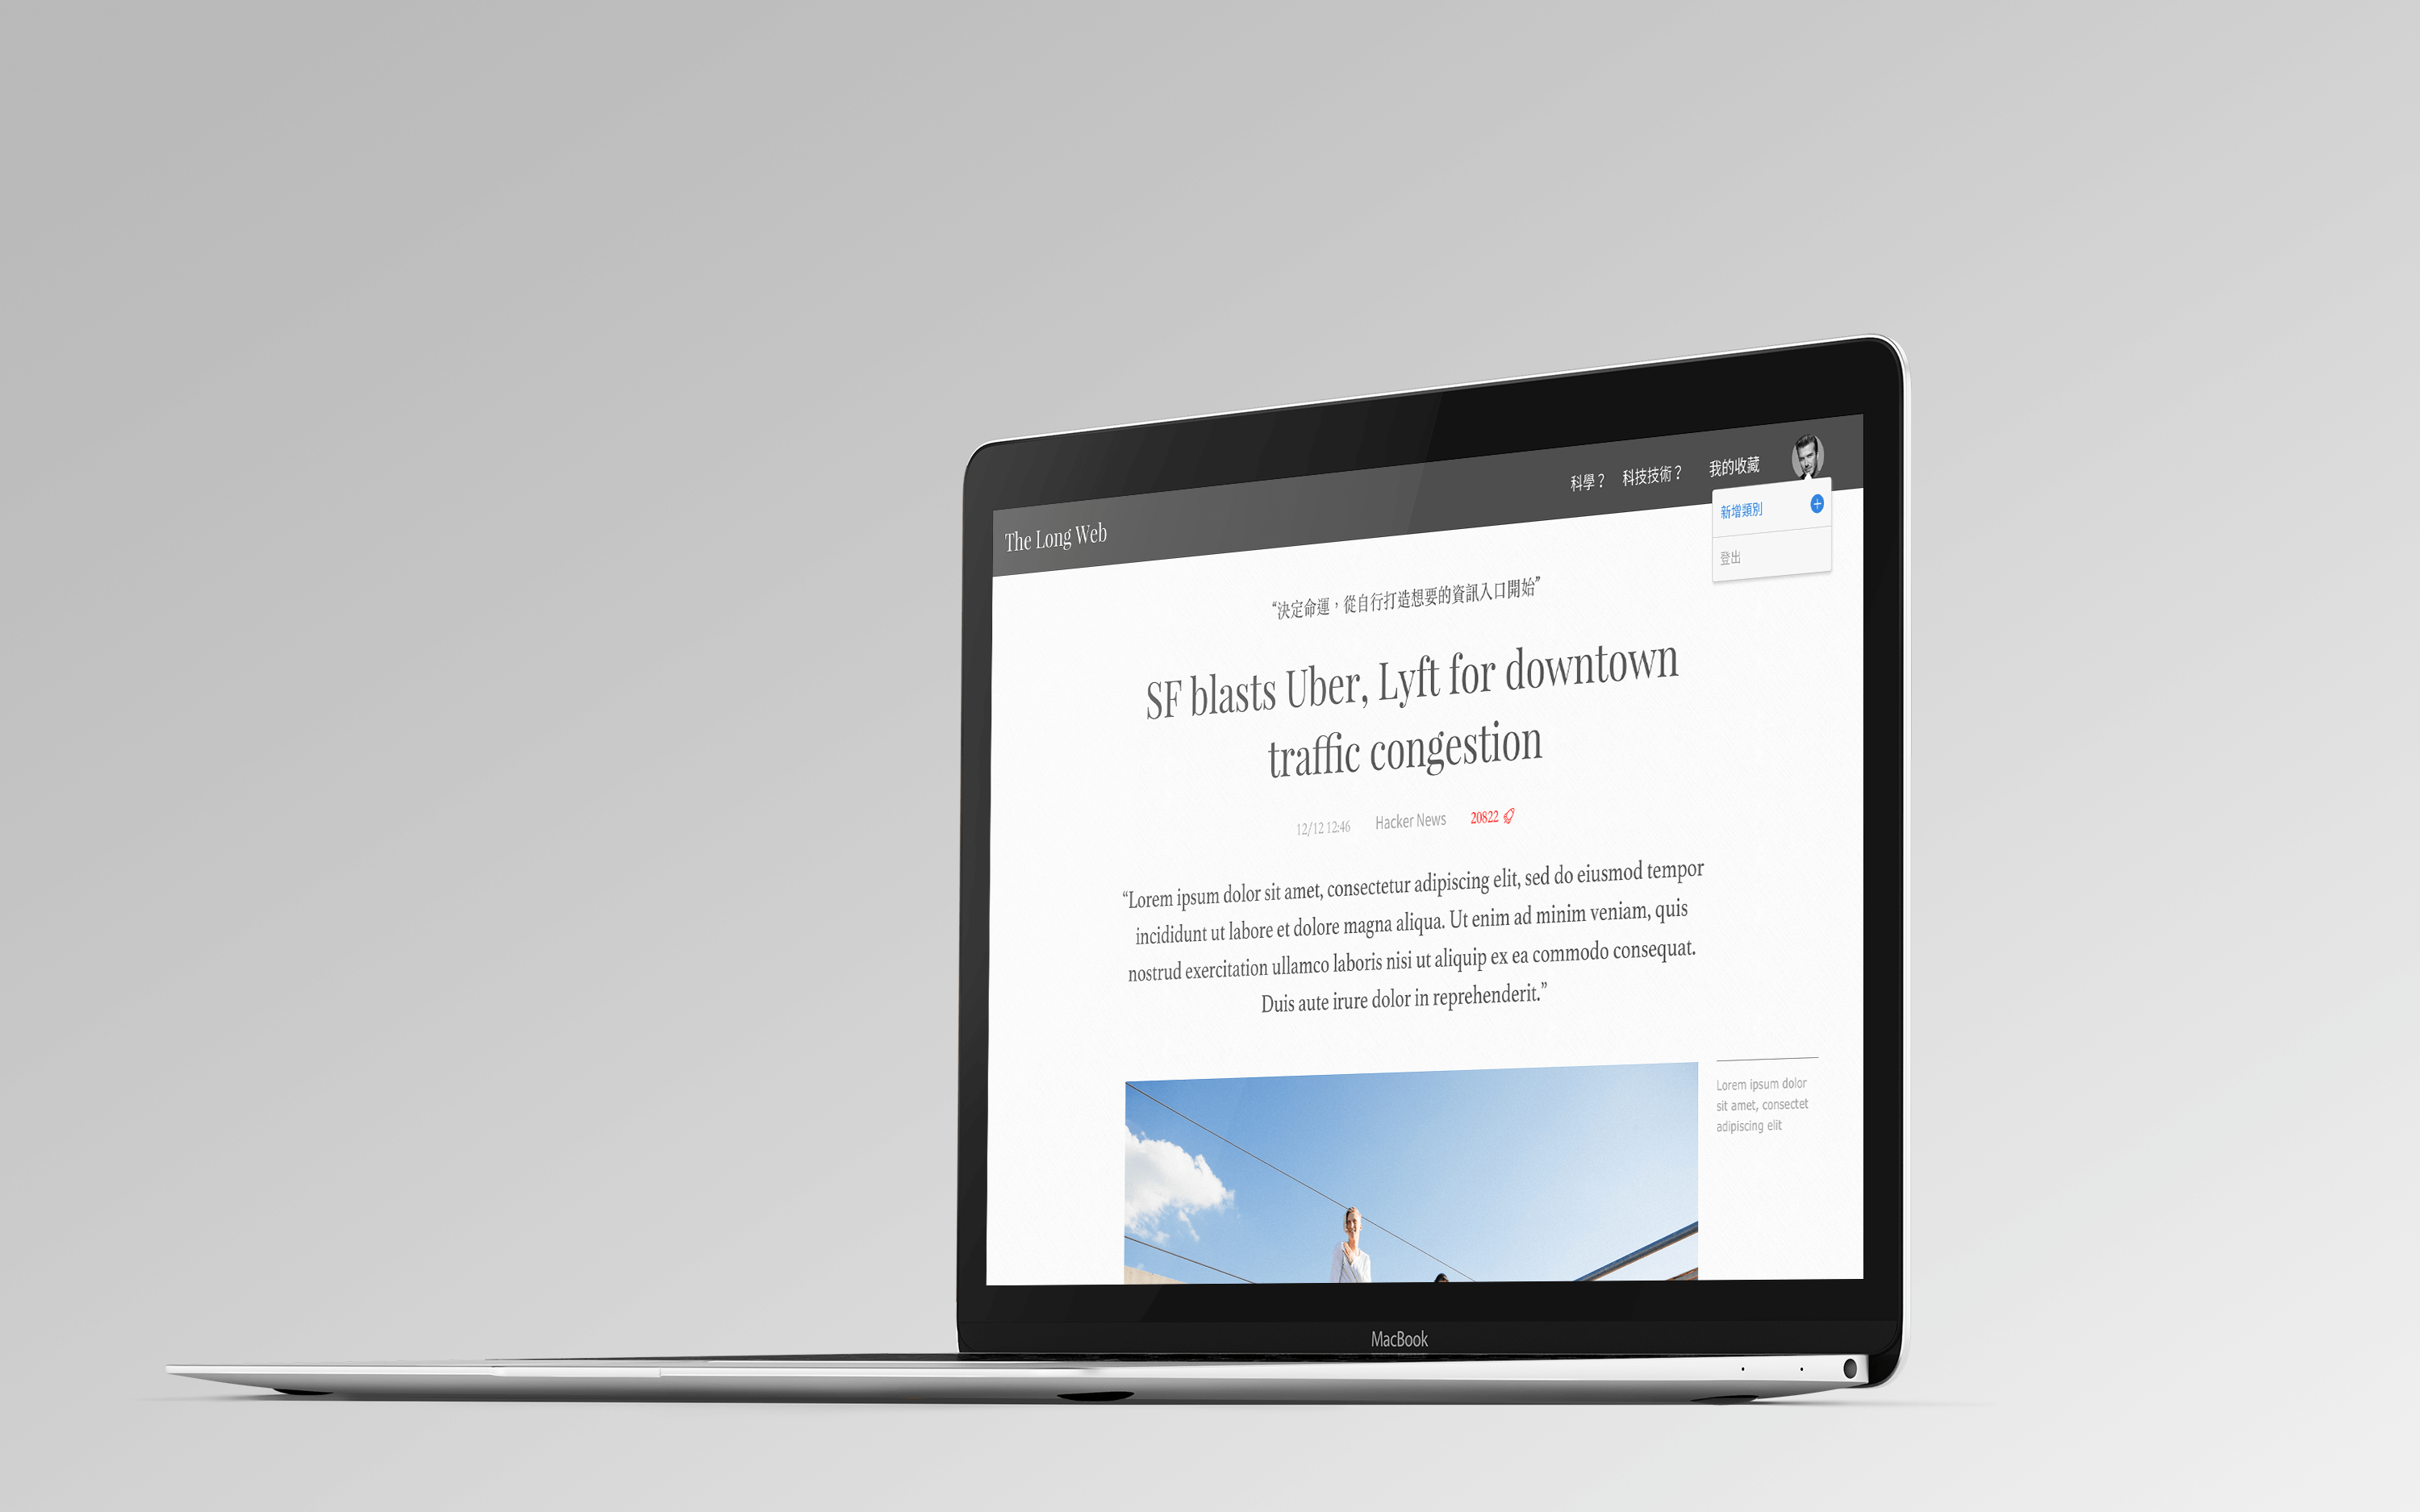 The Long Web
科學？ 科技技術？ 我的收藏
新增類別
登出
“決定命運，從自行打造想要的資訊入口開始”
SF blasts Uber, Lyft for downtown
traffic congestion
12/12 12:46 Hacker News 20822
“Lorem ipsum dolor sit amet, consectetur adipiscing elit, sed do eiusmod tempor
incididunt ut labore et dolore magna aliqua. Ut enim ad minim veniam, quis
nostrud exercitation ullamco laboris nisi ut aliquip ex ea commodo consequat.
Duis aute irure dolor in reprehenderit.”
Lorem ipsum dolor
sit amet, consectet
adipiscing elit
MacBook